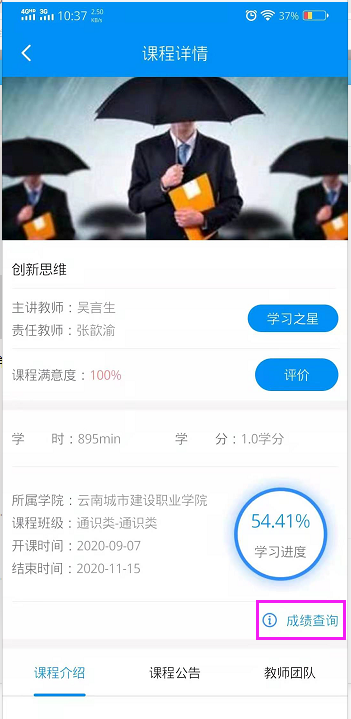 4GHD 3G 10:37 2.50 KB/s 37%
课程详情
创新思维
主讲教师：吴言生
责任教师：张歆渝
学习之星
课程满意度：100%
评价
学 时：895min 学 分：1.0学分
所属学院：云南城市建设职业学院
课程班级：通识类-通识类
开课时间：2020-09-07
结束时间：2020-11-15
54.41%
学习进度
成绩查询
课程介绍 课程公告 教师团队